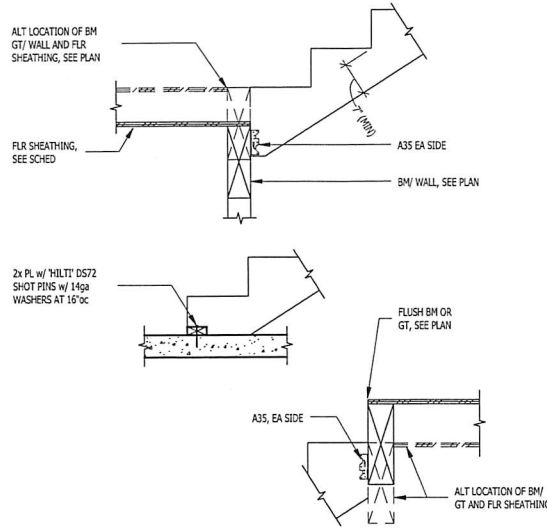 ALT LOCATION OF BM
GT/ WALL AND FLR
SHEATHING, SEE PLAN
7" (MIN)
FLR SHEATHING,
SEE SCHED
A35 EA SIDE
BM/ WALL, SEE PLAN
2x PL w/ 'HILTI' DS72
SHOT PINS w/ 14ga
WASHERS AT 16"oc
FLUSH BM OR
GT, SEE PLAN
A35, EA SIDE
ALT LOCATION OF BM/
GT AND FLR SHEATHING